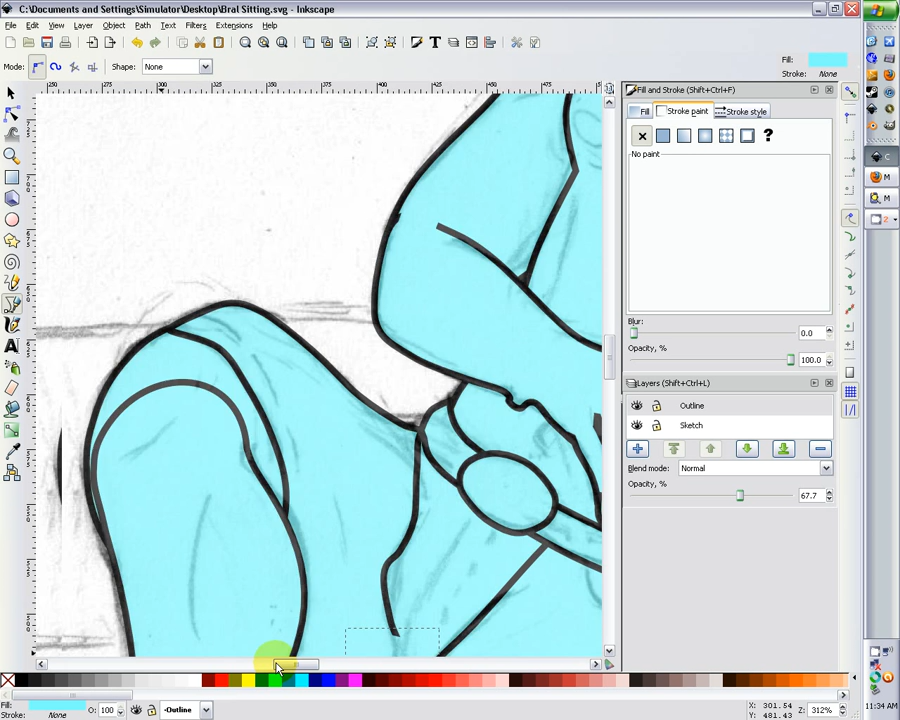 C:\Documents and Settings\Simulator\Desktop\Bral Sitting.svg - Inkscape
File Edit View Layer Object Path Text Filters Extensions Help
Mode: Shape: None
Fill:
Stroke: None
Fill and Stroke (Shift+Ctrl+F)
Fill Stroke paint Stroke style
No paint
Blur:
0.0
Opacity, %
100.0
Layers (Shift+L)
Outline
Sketch
Blend mode: Normal
Opacity, %
67.7
C
M
M
2
Fill:
Stroke: None
O: 100
Outline
X: 301.54
Y: 481.43
Z: 312%
11:34 AM